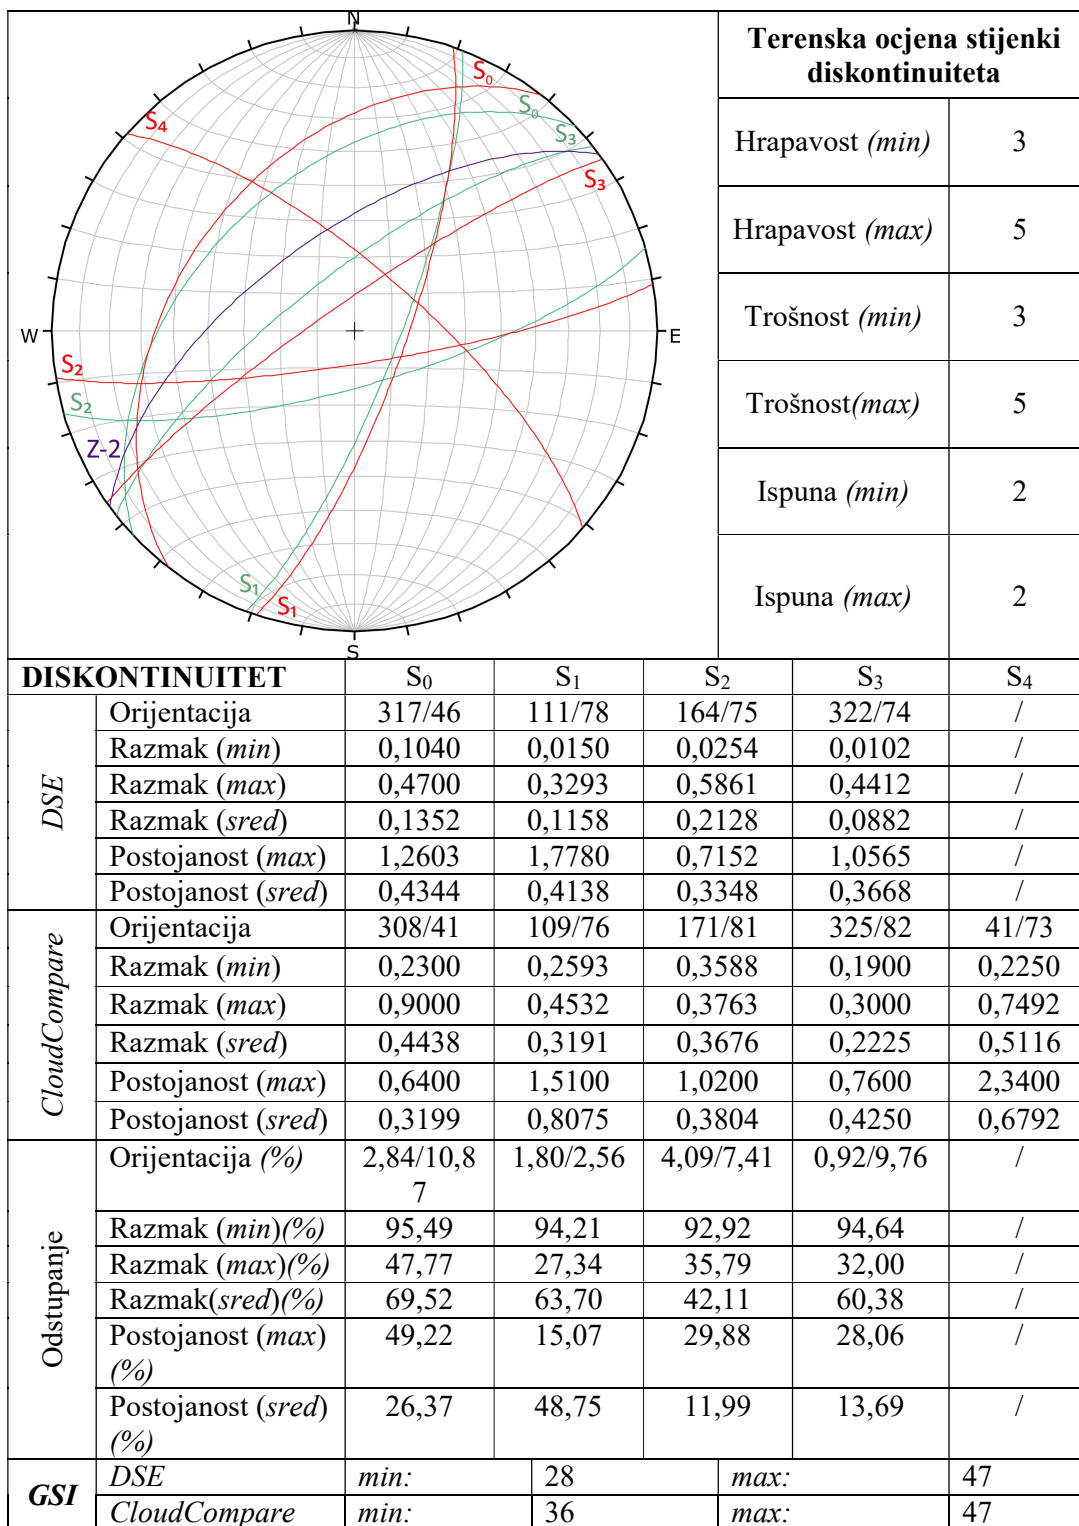 N
S₀
S₄
S₀
S₃
S₃
W
E
S₂
S₂
Z-2
S₁
S₁
S
Terenska ocjena stijenki
diskontinuiteta
Hrapavost (min) 3
Hrapavost (max) 5
Trošnost (min) 3
Trošnost(max) 5
Ispuna (min) 2
Ispuna (max) 2
DISKONTINUITET S₀ S₁ S₂ S₃ S₄
DSE
Orijentacija 317/46 111/78 164/75 322/74 /
Razmak (min) 0,1040 0,0150 0,0254 0,0102 /
Razmak (max) 0,4700 0,3293 0,5861 0,4412 /
Razmak (sred) 0,1352 0,1158 0,2128 0,0882 /
Postojanost (max) 1,2603 1,7780 0,7152 1,0565 /
Postojanost (sred) 0,4344 0,4138 0,3348 0,3668 /
CloudCompare
Orijentacija 308/41 109/76 171/81 325/82 41/73
Razmak (min) 0,2300 0,2593 0,3588 0,1900 0,2250
Razmak (max) 0,9000 0,4532 0,3763 0,3000 0,7492
Razmak (sred) 0,4438 0,3191 0,3676 0,2225 0,5116
Postojanost (max) 0,6400 1,5100 1,0200 0,7600 2,3400
Postojanost (sred) 0,3199 0,8075 0,3804 0,4250 0,6792
Odstupanje
Orijentacija (%) 2,84/10,8 1,80/2,56 4,09/7,41 0,92/9,76 /
7
Razmak (min)(%) 95,49 94,21 92,92 94,64 /
Razmak (max)(%) 47,77 27,34 35,79 32,00 /
Razmak(sred)(%) 69,52 63,70 42,11 60,38 /
Postojanost (max) 49,22 15,07 29,88 28,06 /
(%)
Postojanost (sred) 26,37 48,75 11,99 13,69 /
(%)
GSI
DSE min: 28 max: 47
CloudCompare min: 36 max: 47